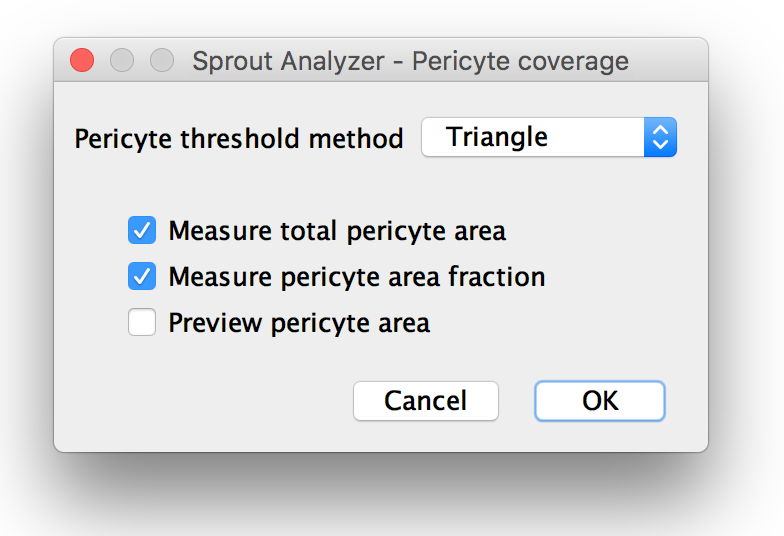 Sprout Analyzer - Pericyte coverage
Pericyte threshold method Triangle
Measure total pericyte area
Measure pericyte area fraction
Preview pericyte area
Cancel OK